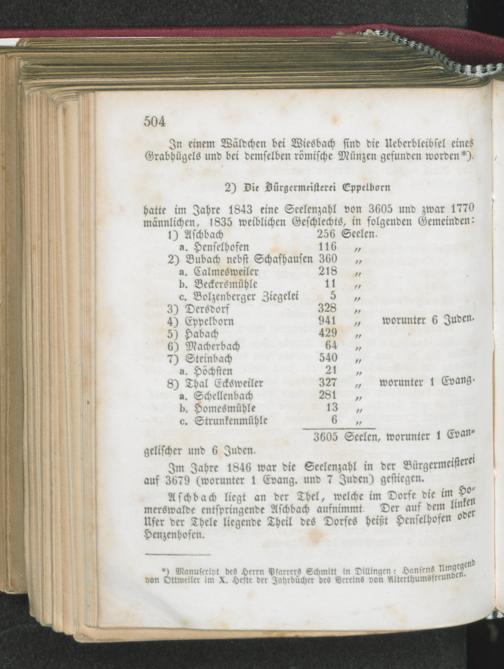 504
In einem Wäldchen bei Wiesbach sind die Ueberbleibsel eines
Grabhügels und bei demselben römische Münzen gefunden worden*).
2) Die Bürgermeisterei Eppelborn
hatte im Jahre 1843 eine Seelenzahl von 3605 und zwar 1770
männlichen, 1835 weiblichen Geschlechts, in folgenden Gemeinden:
1) Aschbach 256 Seelen.
a. Henselhofen 116 „
2) Bubach nebst Schafhausen 360 „
a. Calmesweiler 218 „
b. Beckersmühle 11 „
c. Bolzenberger Ziegelei 5 „
3) Dersdorf 328 „
4) Eppelborn 941 „ worunter 6 Juden.
5) Habach 429 „
6) Macherbach 64 „
7) Steinbach 540 „
a. Höchsten 21 „
8) Thal Ecksweiler 327 „ worunter 1 Evang.
a. Schellenbach 281 „
b. Homesmühle 13 „
c. Strunkenmühle 6 „
3605 Seelen, worunter 1 Evan-
gelischer und 6 Juden.
Im Jahre 1846 war die Seelenzahl in der Bürgermeisterei
auf 3679 (worunter 1 Evang. und 7 Juden) gestiegen.
Aschbach liegt an der Thel, welche im Dorfe die im Ho-
merswalde entspringende Aschbach aufnimmt. Der auf dem linken
Ufer der Thele liegende Theil des Dorfes heißt Henselhofen oder
Henzenhofen.
*) Manuscript des Herrn Pfarrers Schmitt in Dillingen: Hansens Umgegend
von Ottweiler im X. Hefte der Jahrbücher des Vereins von Alterthumsfreunden.